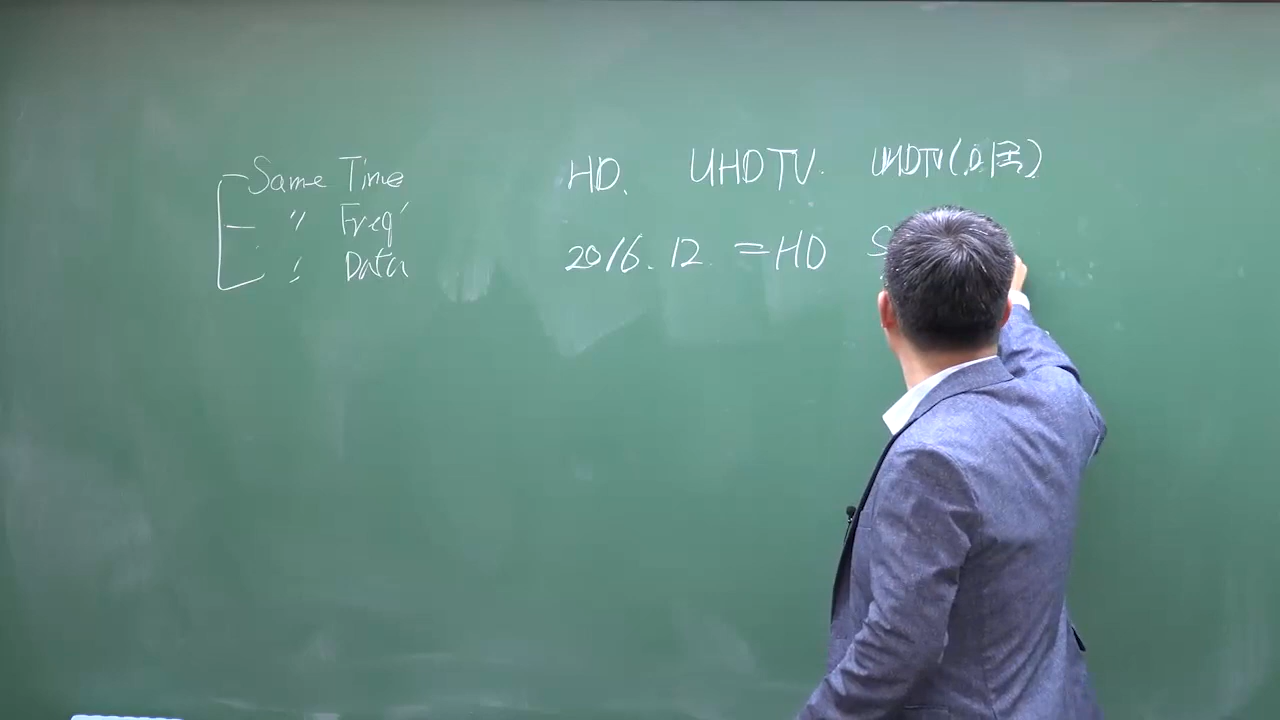 Same Time
〃 Freq'
〃 Data
HD. UHDTV. UHDTV(미국)
2016. 12. =HD S